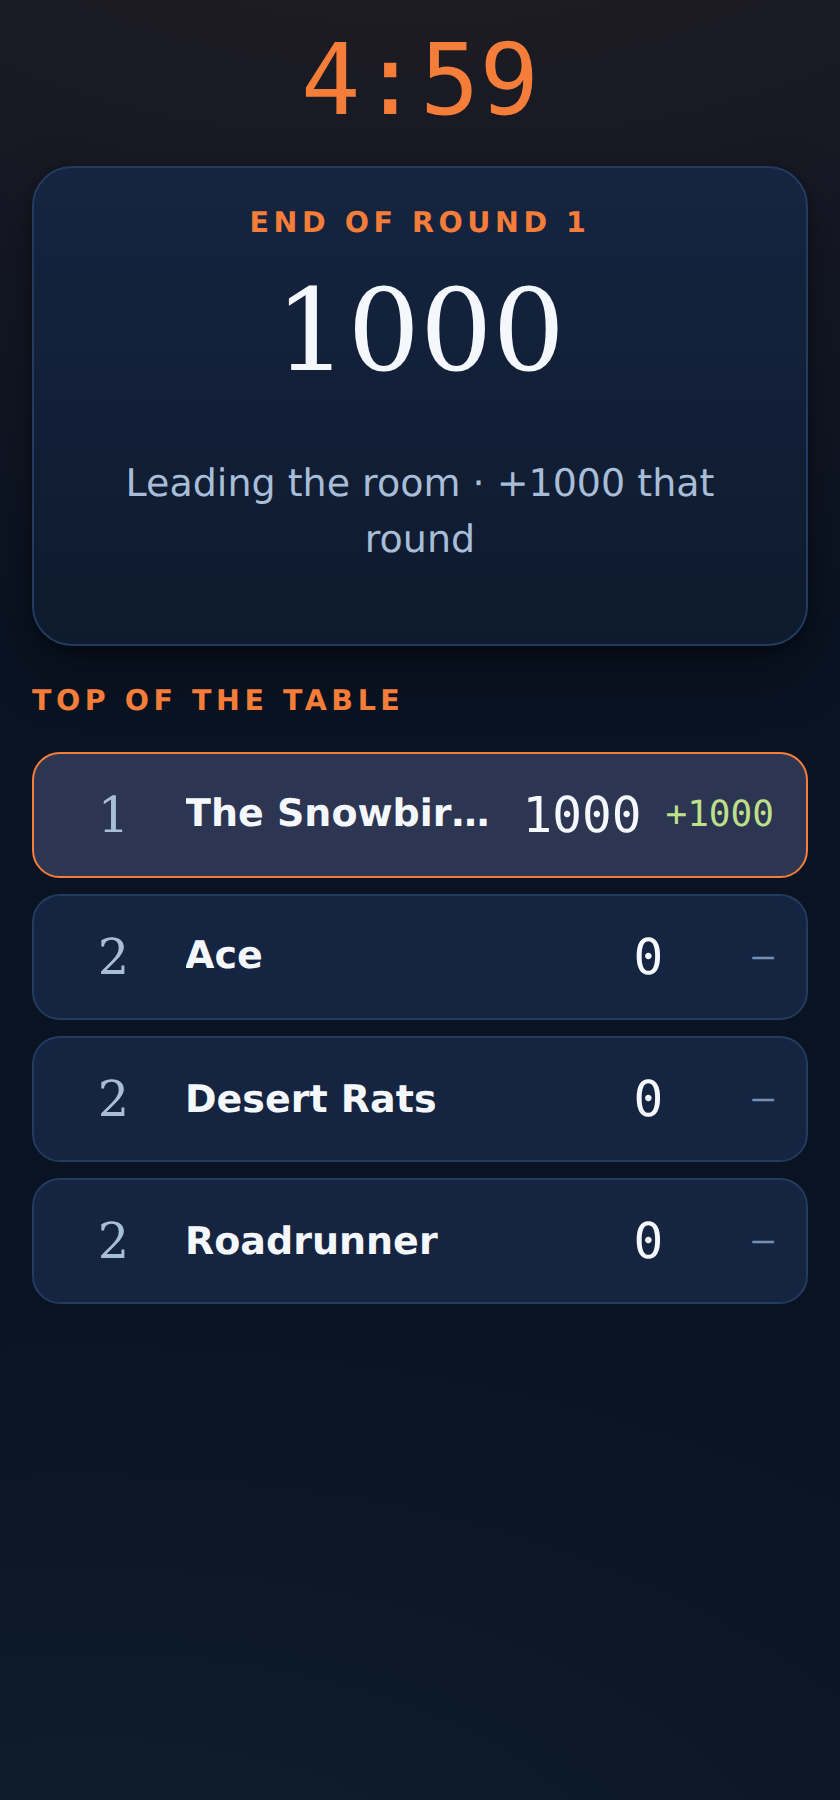 4:59
END OF ROUND 1
1000
Leading the room · +1000 that
round
TOP OF THE TABLE
1 The Snowbir… 1000 +1000
2 Ace 0 –
2 Desert Rats 0 –
2 Roadrunner 0 –